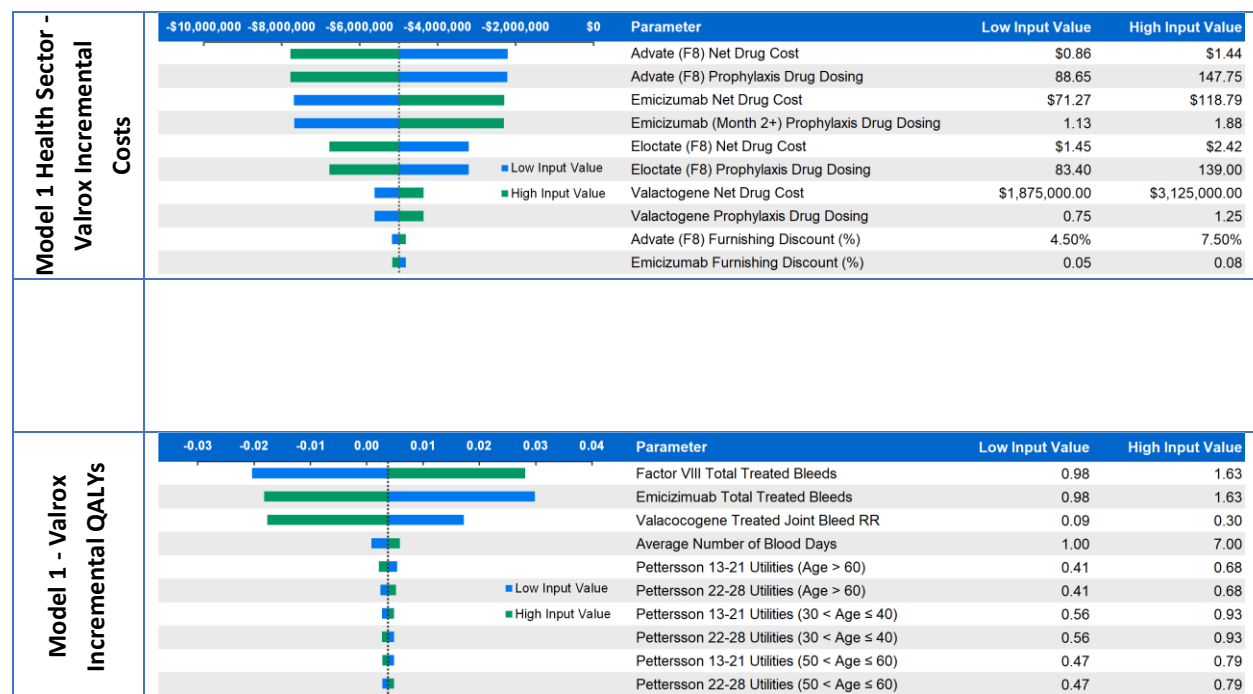 Model 1 Health Sector -
Valrox Incremental
Costs
-$10,000,000 -$8,000,000 -$6,000,000 -$4,000,000 -$2,000,000 $0 Parameter Low Input Value High Input Value
Advate (F8) Net Drug Cost $0.86 $1.44
Advate (F8) Prophylaxis Drug Dosing 88.65 147.75
Emicizumab Net Drug Cost $71.27 $118.79
Emicizumab (Month 2+) Prophylaxis Drug Dosing 1.13 1.88
Eloctate (F8) Net Drug Cost $1.45 $2.42
Low Input Value Eloctate (F8) Prophylaxis Drug Dosing 83.40 139.00
High Input Value Valactogene Net Drug Cost $1,875,000.00 $3,125,000.00
Valactogene Prophylaxis Drug Dosing 0.75 1.25
Advate (F8) Furnishing Discount (%) 4.50% 7.50%
Emicizumab Furnishing Discount (%) 0.05 0.08
Model 1 - Valrox
Incremental QALYs
-0.03 -0.02 -0.01 0.00 0.01 0.02 0.03 0.04 Parameter Low Input Value High Input Value
Factor VIII Total Treated Bleeds 0.98 1.63
Emicizimuab Total Treated Bleeds 0.98 1.63
Valacocogene Treated Joint Bleed RR 0.09 0.30
Average Number of Blood Days 1.00 7.00
Pettersson 13-21 Utilities (Age > 60) 0.41 0.68
Low Input Value Pettersson 22-28 Utilities (Age > 60) 0.41 0.68
High Input Value Pettersson 13-21 Utilities (30 < Age ≤ 40) 0.56 0.93
Pettersson 22-28 Utilities (30 < Age ≤ 40) 0.56 0.93
Pettersson 13-21 Utilities (50 < Age ≤ 60) 0.47 0.79
Pettersson 22-28 Utilities (50 < Age ≤ 60) 0.47 0.79